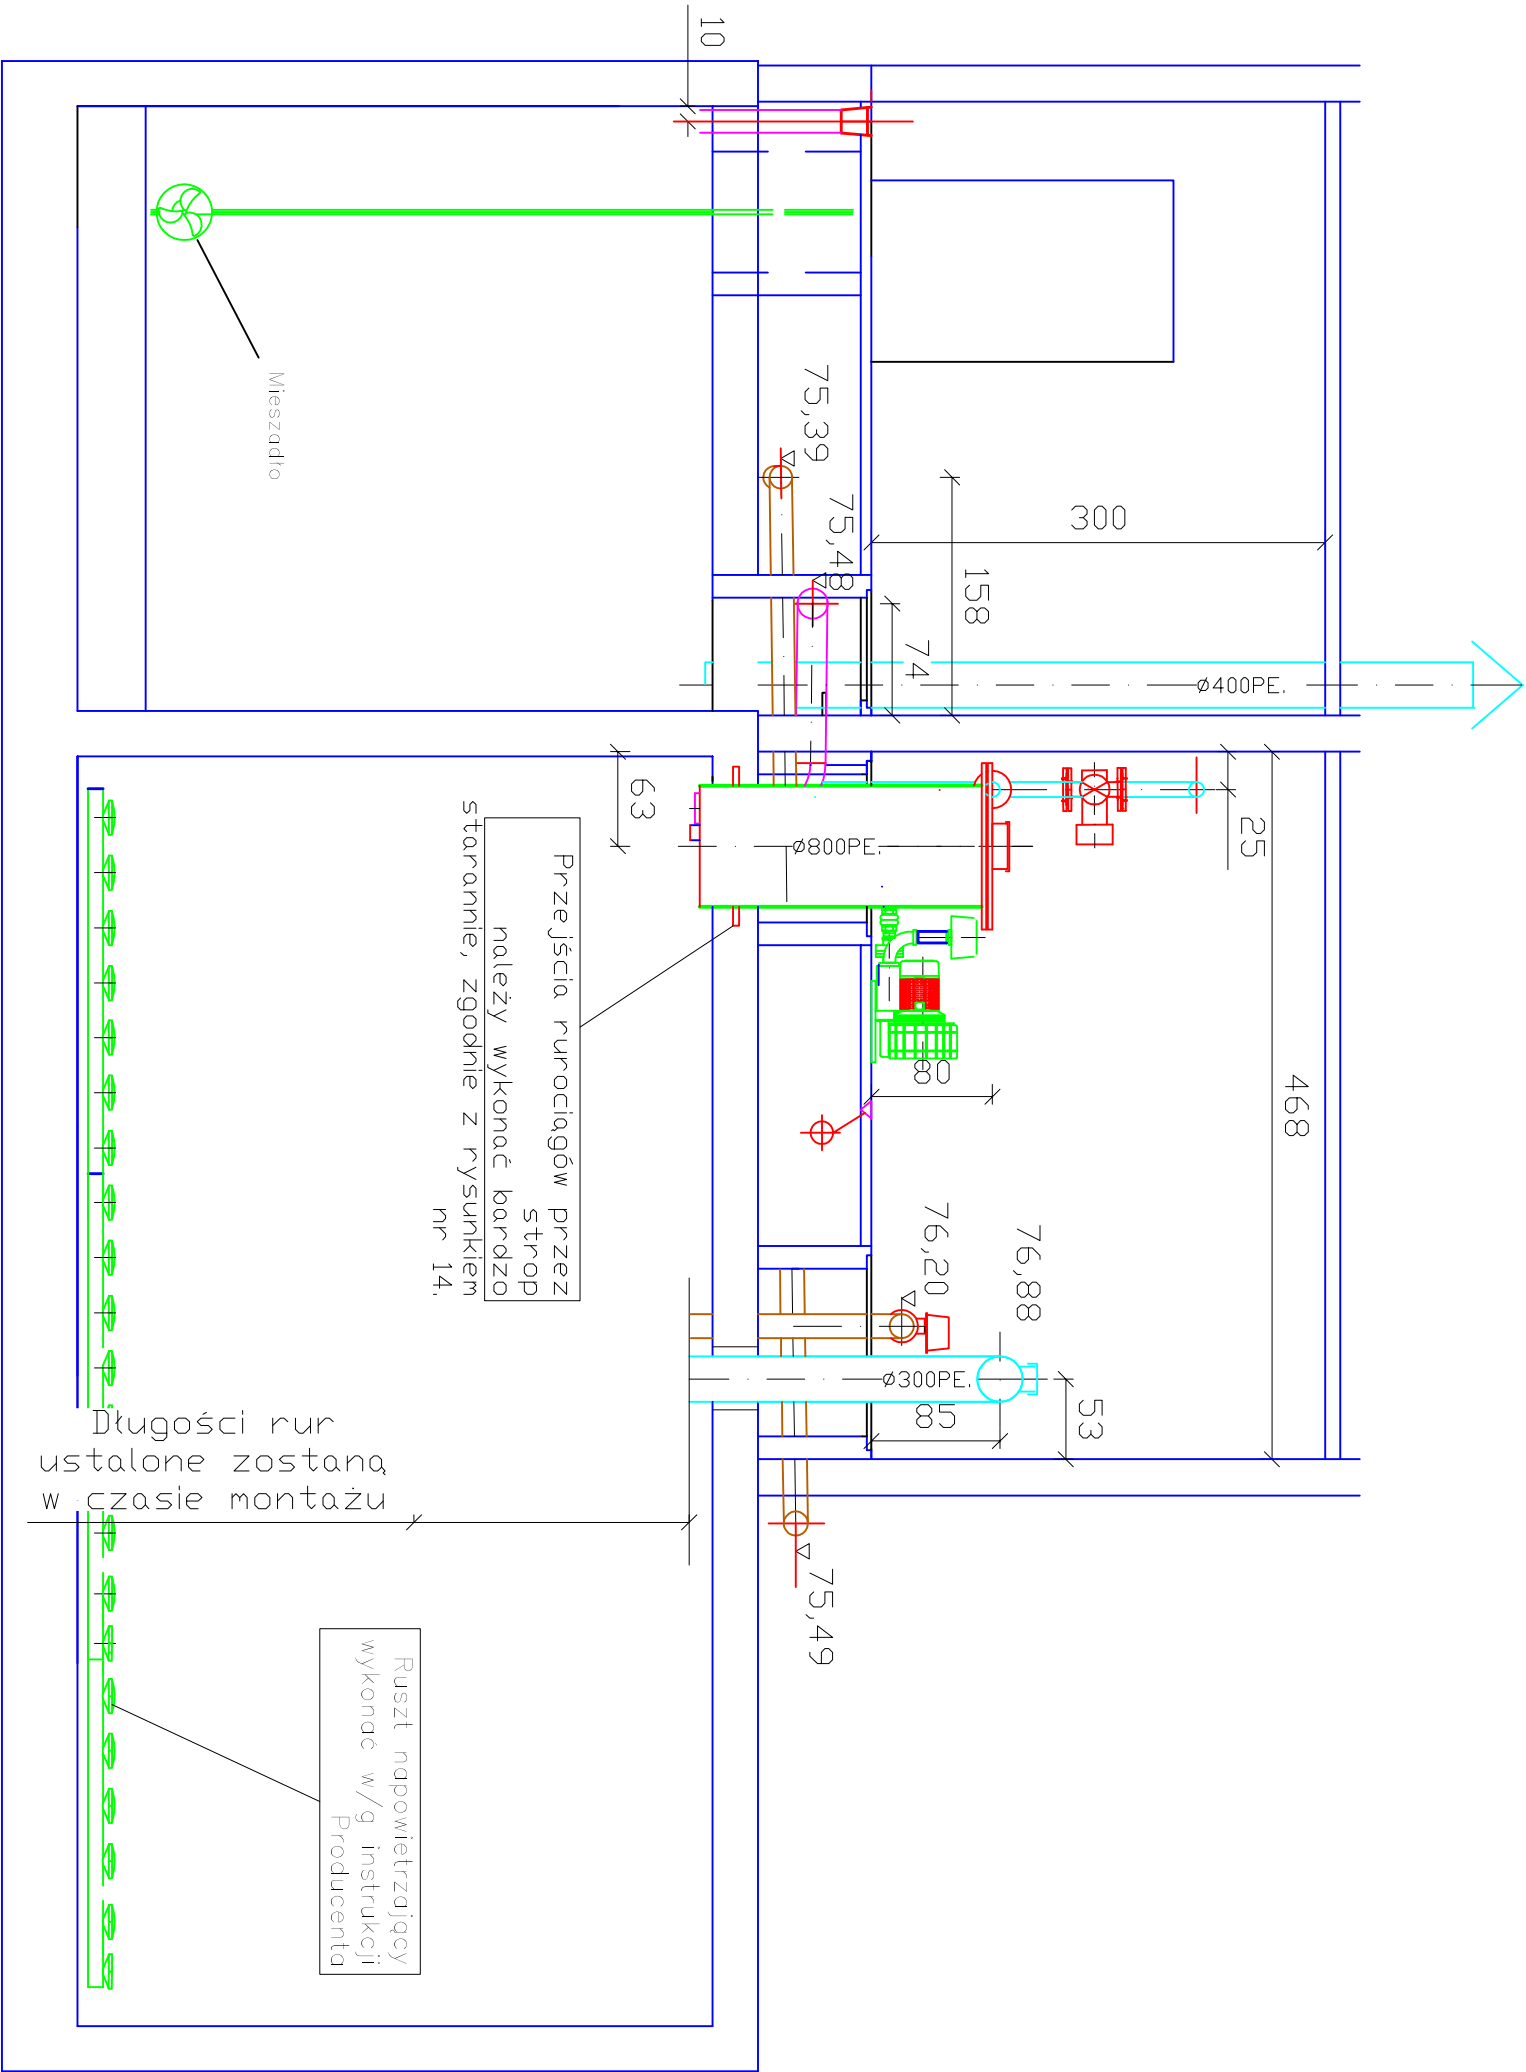 10
Mieszadło
75,39
75,48
300
158
74
ø400PE.
63
25
ø800PE.
Przejścia rurociągów przez
strop
należy wykonać bardzo
starannie, zgodnie z rysunkiem
nr 14.
80
468
76,20
76,88
ø300PE.
85
53
Długości rur
ustalone zostaną
w czasie montażu
75,49
Ruszt napowietrzający
wykonać w/g instrukcji
Producenta